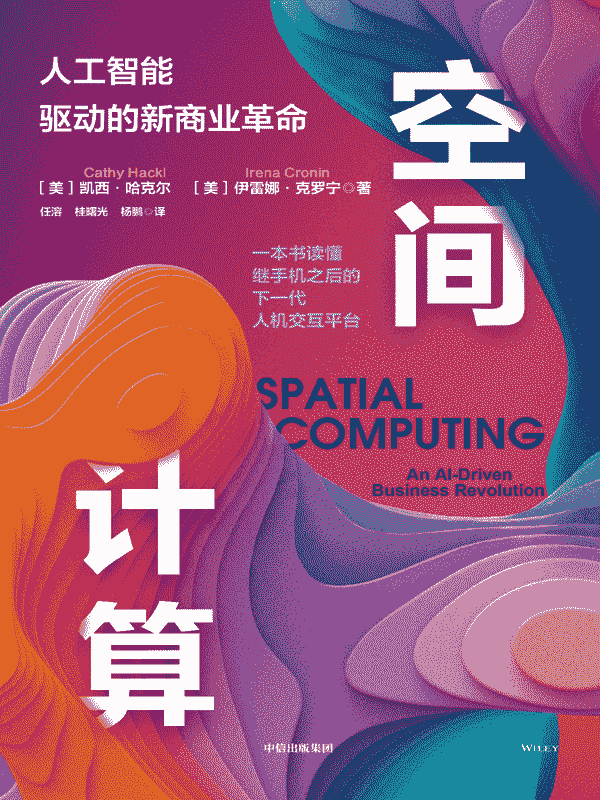 人工智能
驱动的新商业革命
Cathy Hackl
Irena Cronin
[美]凯西·哈克尔
[美]伊雷娜·克罗宁◎著
任溶 桂曙光 杨鹏◎译
空间
一本书读懂
继手机之后的
下一代
人机交互平台
SPATIAL
COMPUTING
An AI-Driven
Business Revolution
计算
中信出版集团
WILEY